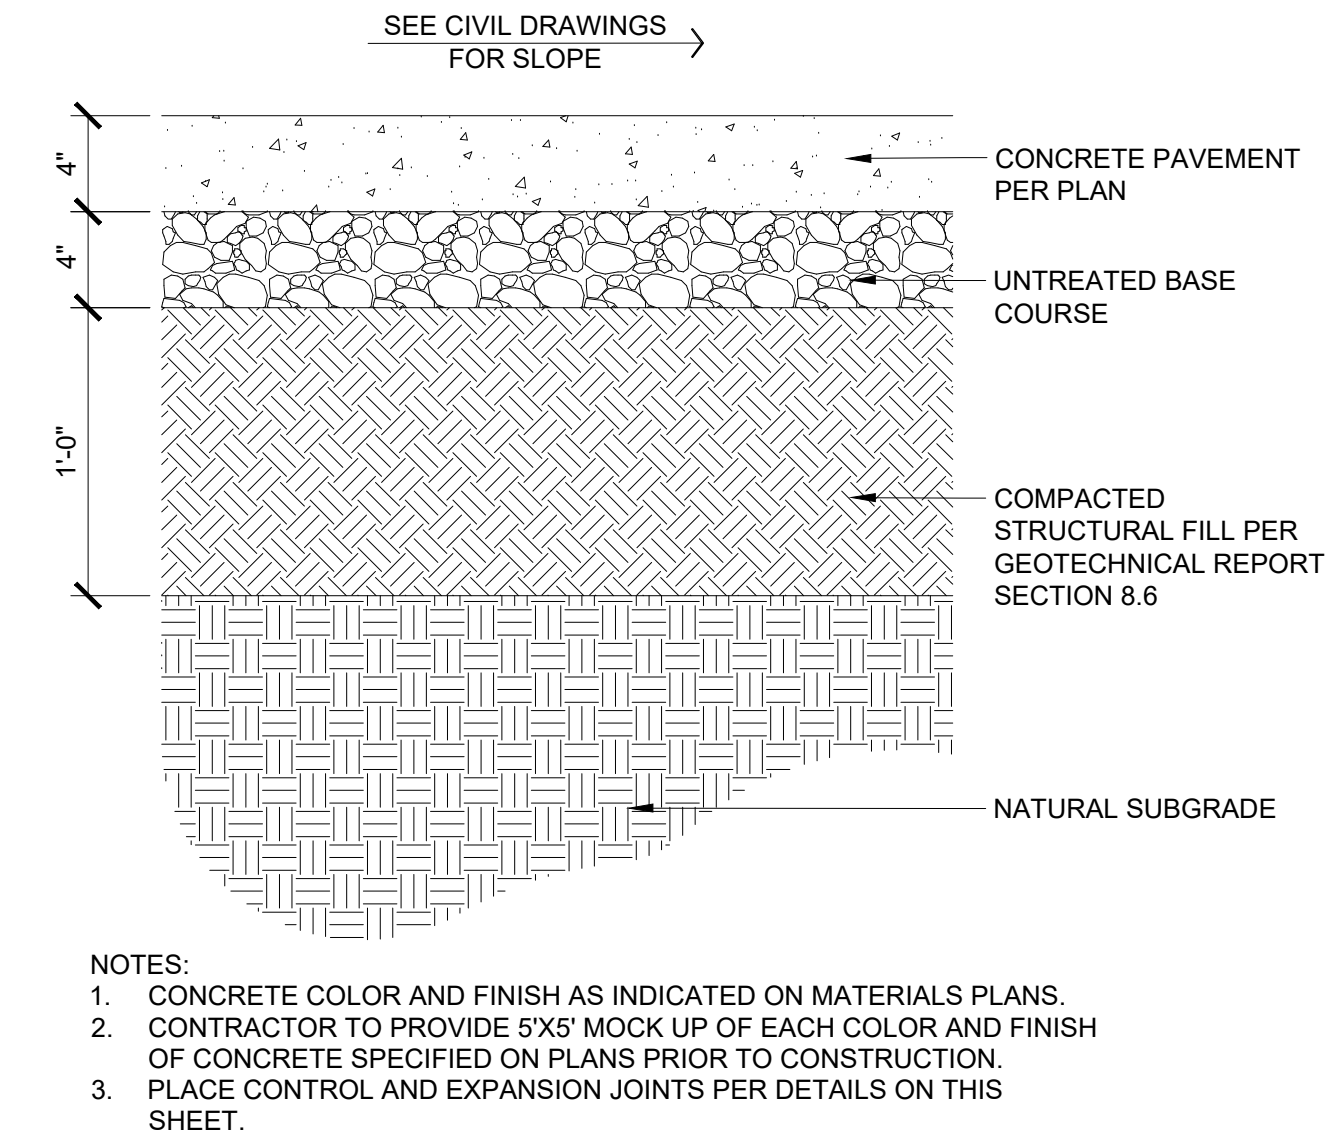 SEE CIVIL DRAWINGS
FOR SLOPE
4"
CONCRETE PAVEMENT
PER PLAN
4"
UNTREATED BASE
COURSE
1'-0"
COMPACTED
STRUCTURAL FILL PER
GEOTECHNICAL REPORT
SECTION 8.6
NATURAL SUBGRADE
NOTES:
1. CONCRETE COLOR AND FINISH AS INDICATED ON MATERIALS PLANS.
2. CONTRACTOR TO PROVIDE 5'X5' MOCK UP OF EACH COLOR AND FINISH
OF CONCRETE SPECIFIED ON PLANS PRIOR TO CONSTRUCTION.
3. PLACE CONTROL AND EXPANSION JOINTS PER DETAILS ON THIS
SHEET.